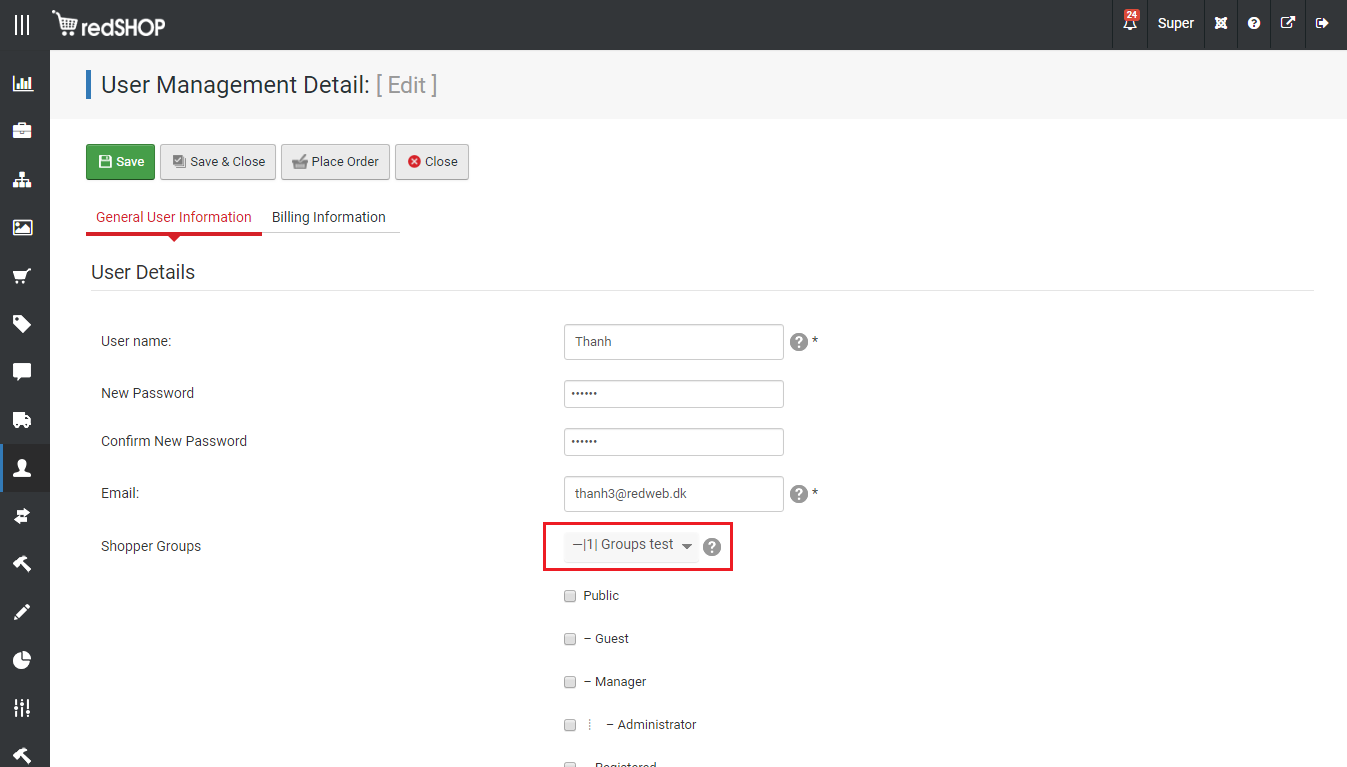 redSHOP
24
Super
User Management Detail: [ Edit ]
Save
Save & Close
Place Order
Close
General User Information
Billing Information
User Details
User name:
Thanh
? *
New Password
••••••
Confirm New Password
••••••
Email:
thanh3@redweb.dk
? *
Shopper Groups
—|1| Groups test
?
Public
– Guest
– Manager
⁞ – Administrator
Registered